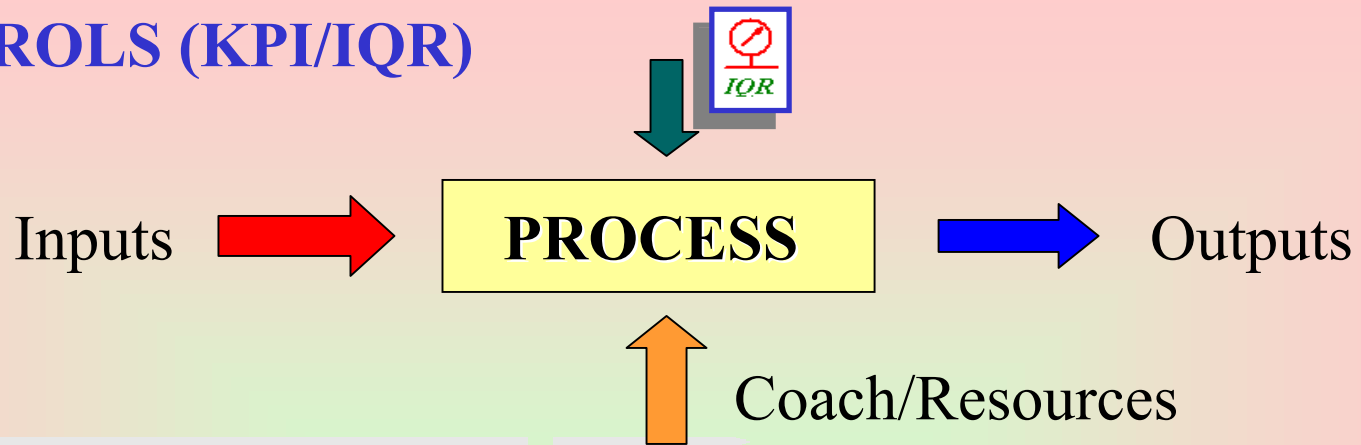 ROLS (KPI/IQR)
IQR
Inputs
PROCESS
Outputs
Coach/Resources